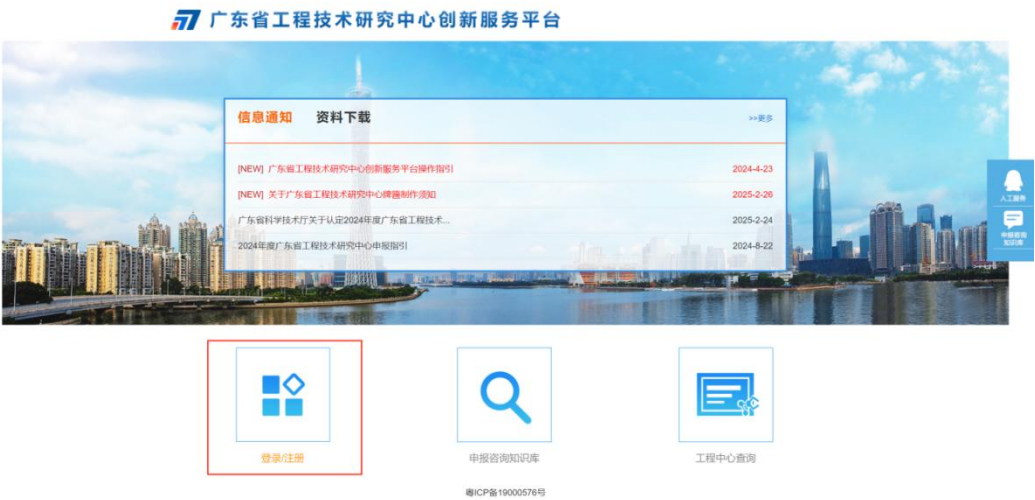 广东省工程技术研究中心创新服务平台
信息通知 资料下载 >>更多
[NEW] 广东省工程技术研究中心创新服务平台操作指引 2024-4-23
[NEW] 关于广东省工程技术研究中心牌匾制作须知 2025-2-26
广东省科学技术厅关于认定2024年度广东省工程技术... 2025-2-24
2024年度广东省工程技术研究中心申报指引 2024-8-22
人工服务
申报咨询
知识库
登录/注册 申报咨询知识库 工程中心查询
粤ICP备19000576号